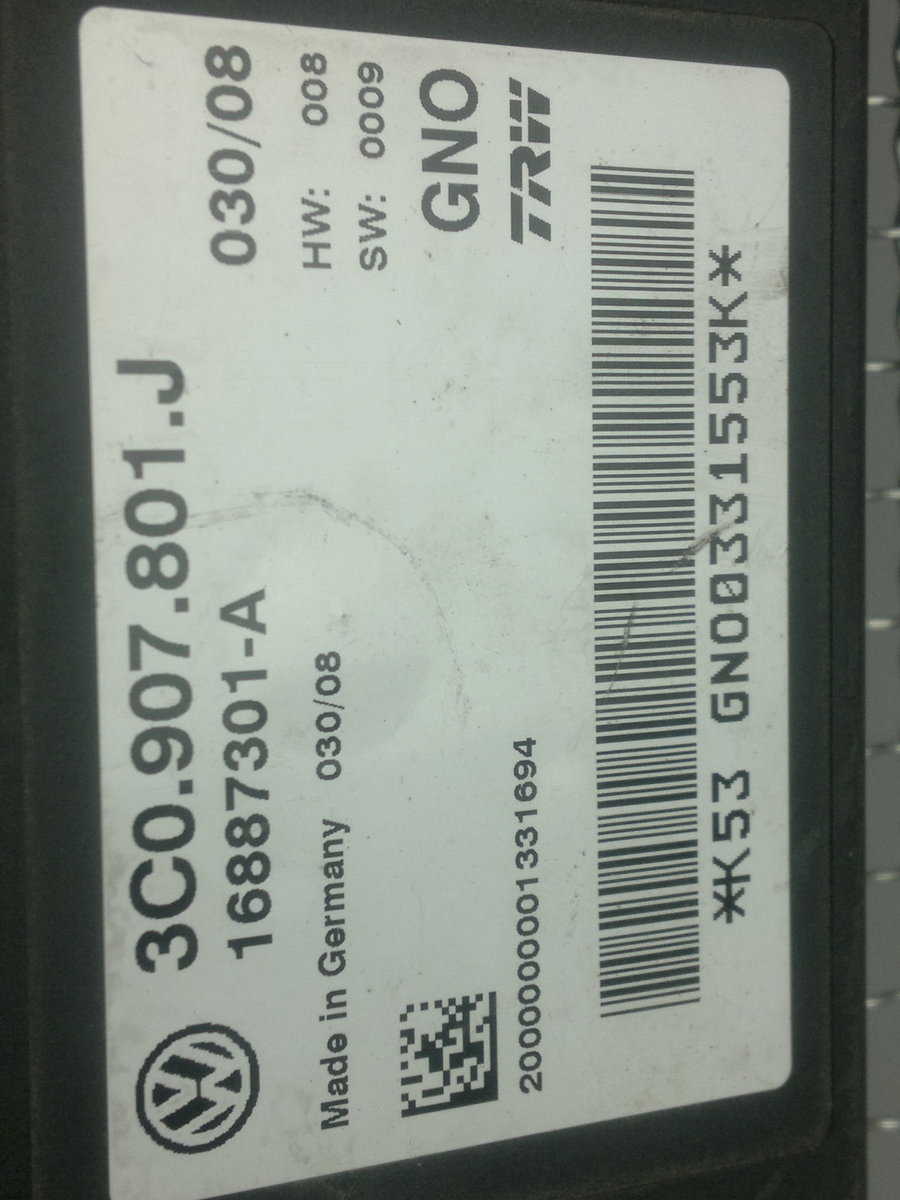 3C0.907.801.J
030/08
16887301-A
HW: 008
Made in Germany 030/08
SW: 0009
GNO
TRW
20000000001331694
*K53 GN00331553K*